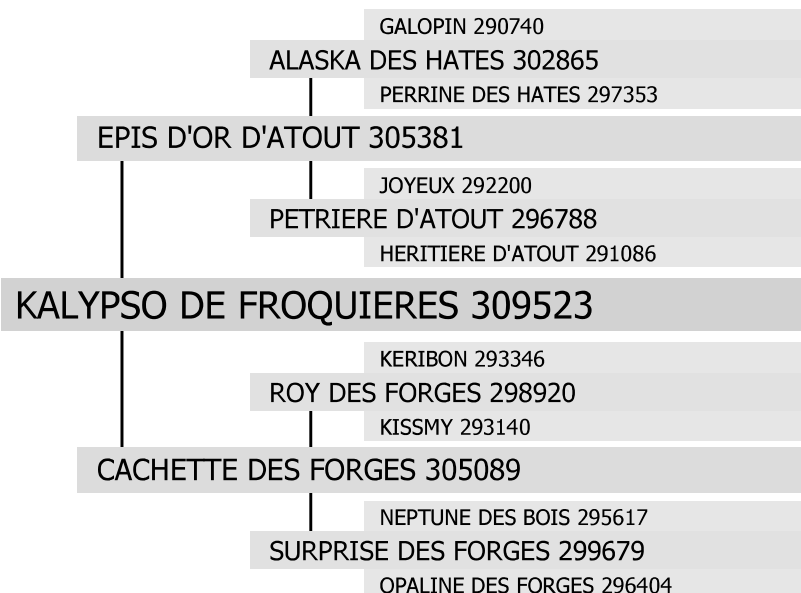 GALOPIN 290740
ALASKA DES HATES 302865
PERRINE DES HATES 297353
EPIS D'OR D'ATOUT 305381
JOYEUX 292200
PETRIERE D'ATOUT 296788
HERITIERE D'ATOUT 291086
KALYPSO DE FROQUIERES 309523
KERIBON 293346
ROY DES FORGES 298920
KISSMY 293140
CACHETTE DES FORGES 305089
NEPTUNE DES BOIS 295617
SURPRISE DES FORGES 299679
OPALINE DES FORGES 296404